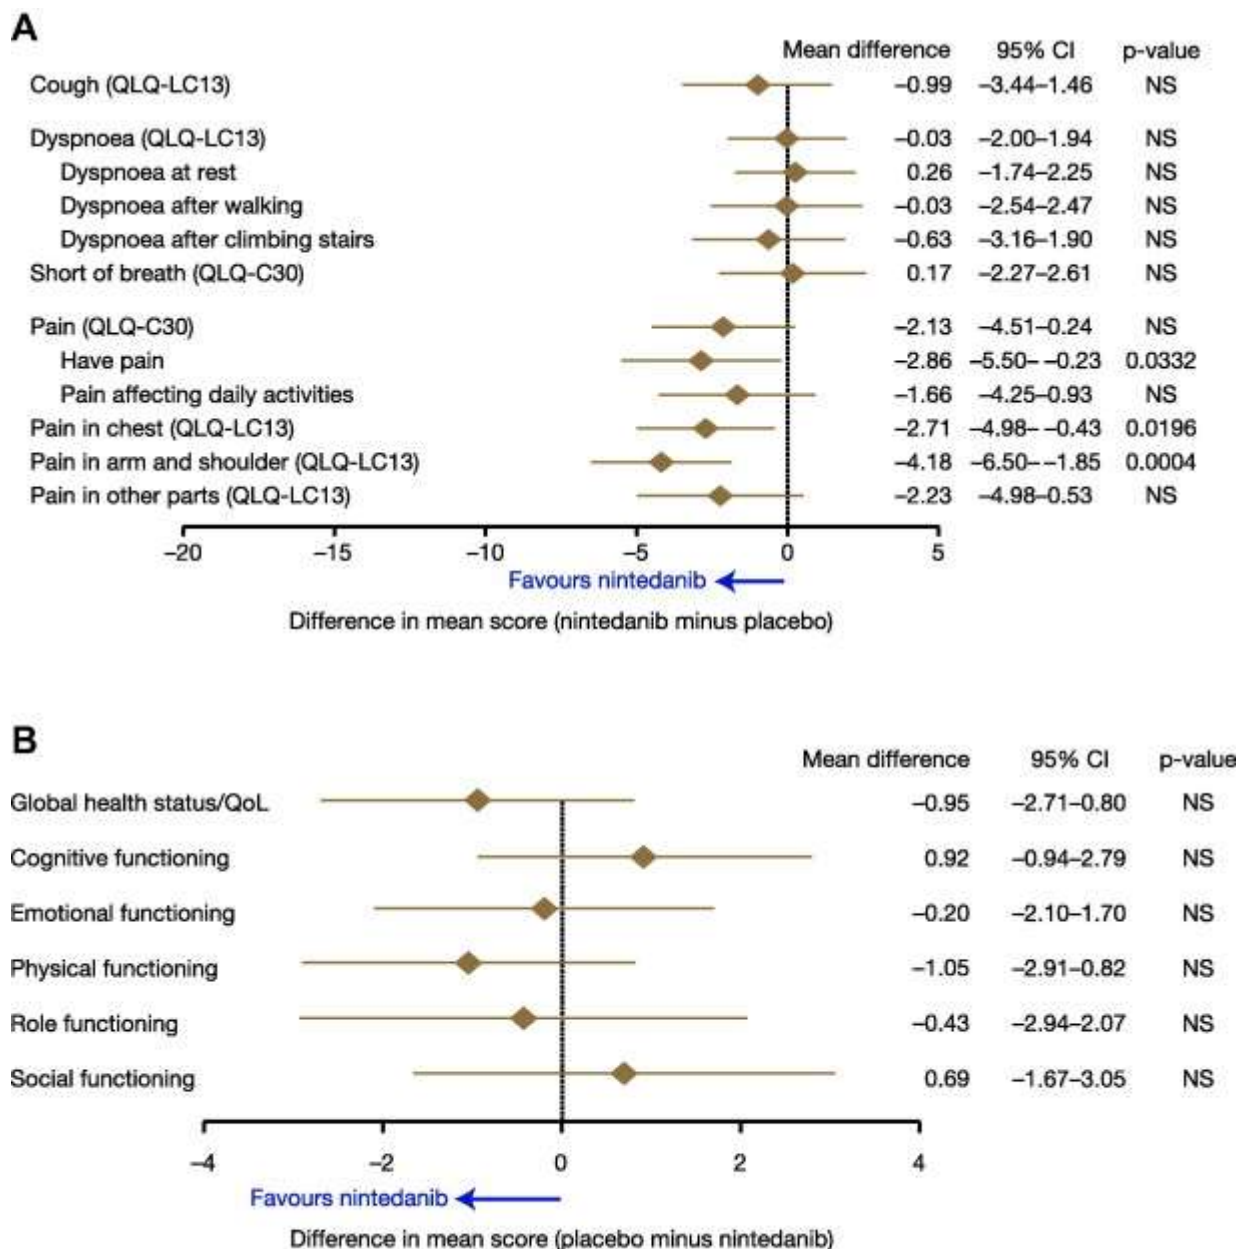 A
Mean difference 95% CI p-value
Cough (QLQ-LC13) –0.99 –3.44–1.46 NS
Dyspnoea (QLQ-LC13) –0.03 –2.00–1.94 NS
Dyspnoea at rest 0.26 –1.74–2.25 NS
Dyspnoea after walking –0.03 –2.54–2.47 NS
Dyspnoea after climbing stairs –0.63 –3.16–1.90 NS
Short of breath (QLQ-C30) 0.17 –2.27–2.61 NS
Pain (QLQ-C30) –2.13 –4.51–0.24 NS
Have pain –2.86 –5.50– –0.23 0.0332
Pain affecting daily activities –1.66 –4.25–0.93 NS
Pain in chest (QLQ-LC13) –2.71 –4.98– –0.43 0.0196
Pain in arm and shoulder (QLQ-LC13) –4.18 –6.50––1.85 0.0004
Pain in other parts (QLQ-LC13) –2.23 –4.98–0.53 NS
–20 –15 –10 –5 0 5
Favours nintedanib
Difference in mean score (nintedanib minus placebo)
B
Mean difference 95% CI p-value
Global health status/QoL –0.95 –2.71–0.80 NS
Cognitive functioning 0.92 –0.94–2.79 NS
Emotional functioning –0.20 –2.10–1.70 NS
Physical functioning –1.05 –2.91–0.82 NS
Role functioning –0.43 –2.94–2.07 NS
Social functioning 0.69 –1.67–3.05 NS
–4 –2 0 2 4
Favours nintedanib
Difference in mean score (placebo minus nintedanib)